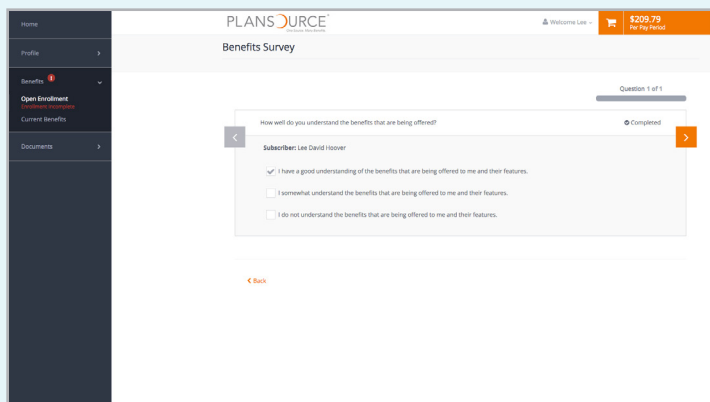 Home
Profile
Benefits
Open Enrollment
Enrollment Incomplete
Current Benefits
Documents
PLANSOURCE
Welcome Lee
$209.79
Per Pay Period
Benefits Survey
Question 1 of 1
How well do you understand the benefits that are being offered?
Completed
Subscriber: Lee David Hoover
I have a good understanding of the benefits that are being offered to me and their features.
I somewhat understand the benefits that are being offered to me and their features.
I do not understand the benefits that are being offered to me and their features.
Back